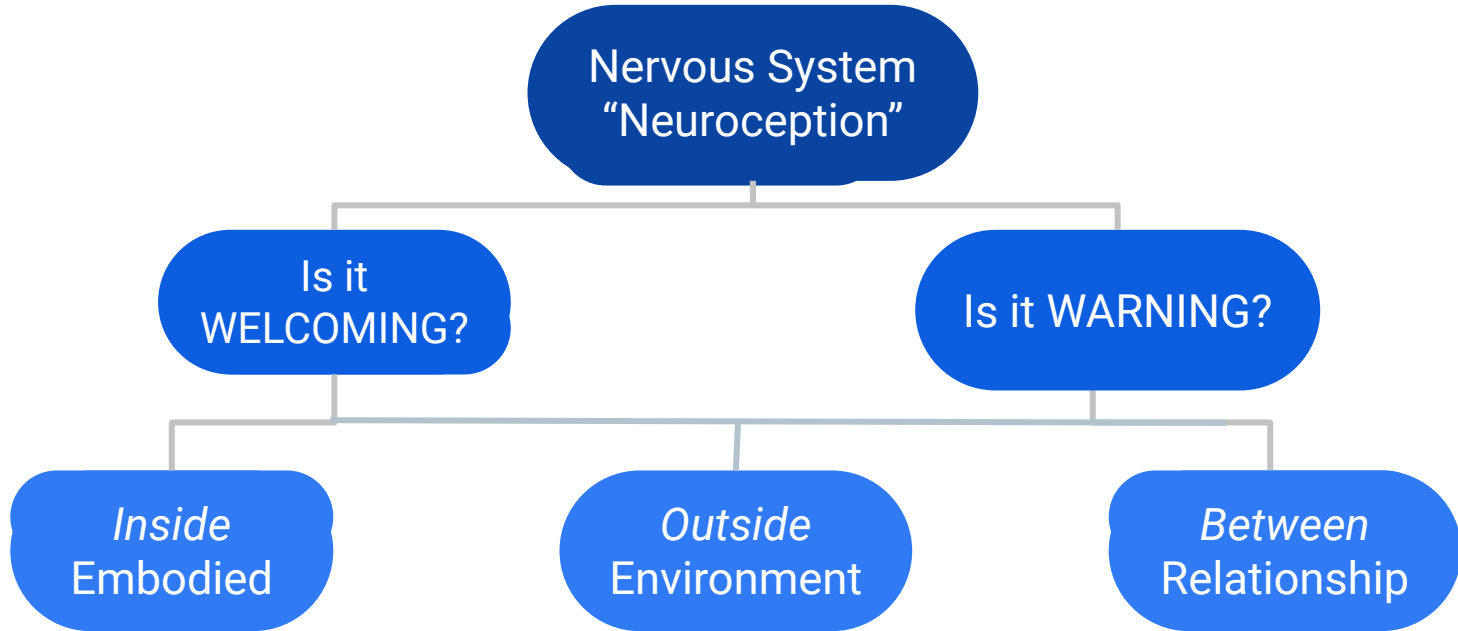 Nervous System
“Neuroception”
Is it
WELCOMING?
Is it WARNING?
Inside
Embodied
Outside
Environment
Between
Relationship